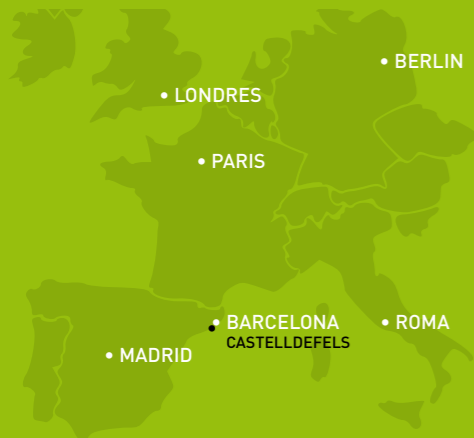 BERLIN
LONDRES
PARIS
BARCELONA
ROMA
CASTELLDEFELS
MADRID